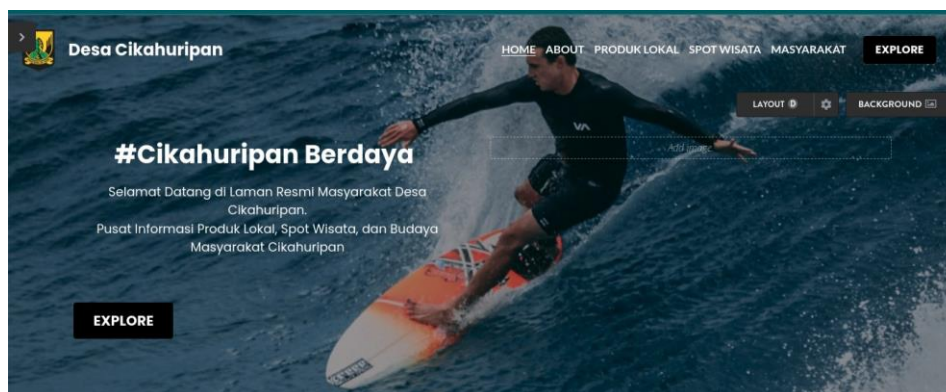 Desa Cikahuripan
HOME ABOUT PRODUK LOKAL SPOT WISATA MASYARAKAT EXPLORE
LAYOUT D BACKGROUND
#Cikahuripan Berdaya
Add image
Selamat Datang di Laman Resmi Masyarakat Desa
Cikahuripan.
Pusat Informasi Produk Lokal, Spot Wisata, dan Budaya
Masyarakat Cikahuripan
EXPLORE
VA